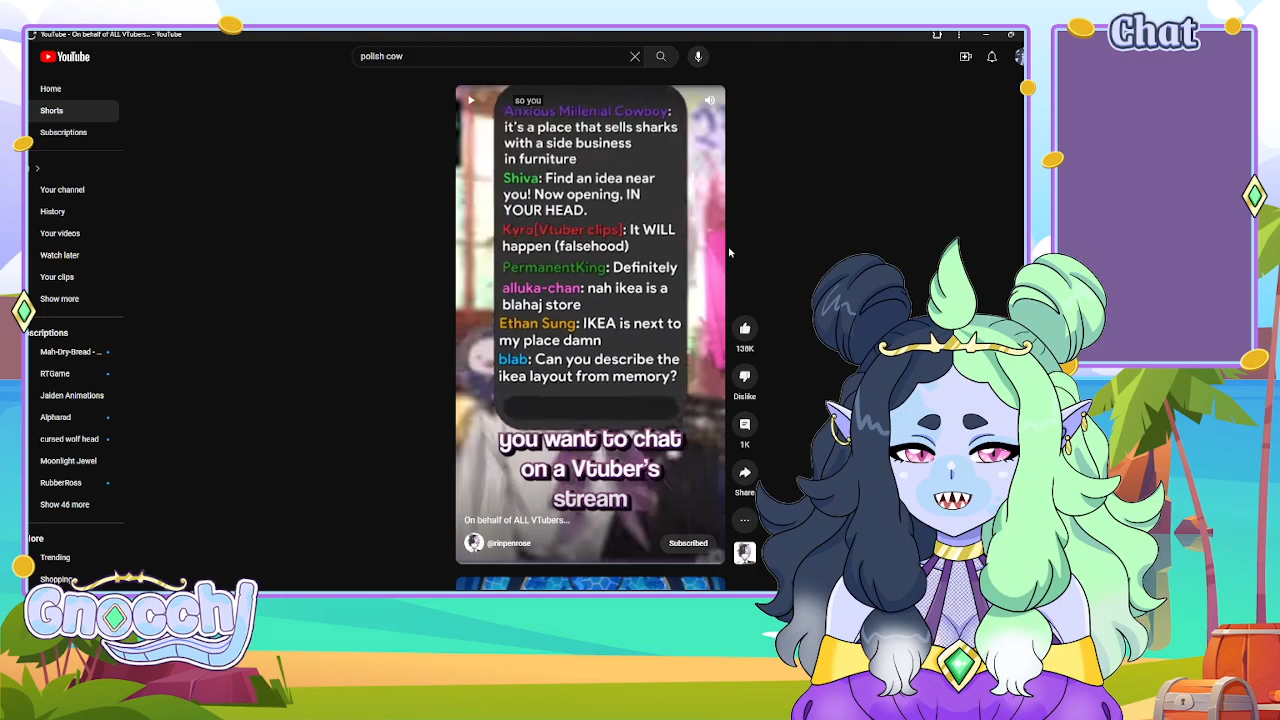 YouTube - On behalf of ALL VTubers... - YouTube
Chat
YouTube
polish cow
Home
Shorts
Subscriptions
Your channel
History
Your videos
Watch later
Your clips
Show more
scriptions
Mah-Dry-Bread - ...
RTGame
Jaiden Animations
Alpharad
cursed wolf head
Moonlight Jewel
RubberRoss
Show 46 more
ore
Trending
Shopping
so you
Anxious Millenial Cowboy:
it's a place that sells sharks
with a side business
in furniture
Shiva: Find an idea near
you! Now opening, IN
YOUR HEAD.
Kyro[Vtuber clips]: It WILL
happen (falsehood)
PermanentKing: Definitely
alluka-chan: nah ikea is a
blahaj store
Ethan Sung: IKEA is next to
my place damn
blab: Can you describe the
ikea layout from memory?
you want to chat
on a Vtuber's
stream
On behalf of ALL VTubers...
@rinpenrose
Subscribed
138K
Dislike
1K
Share
Gnocchj